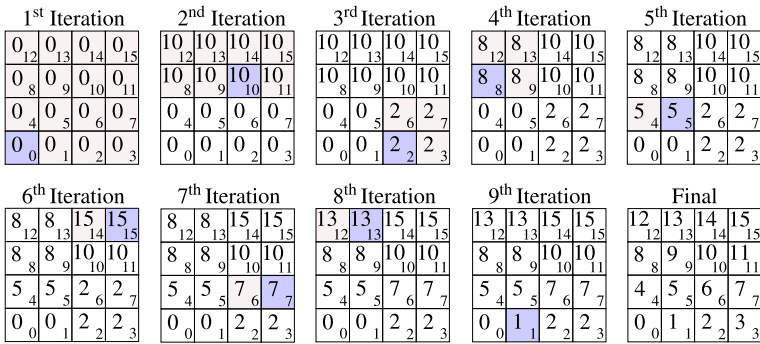 1st Iteration
0 12 0 13 0 14 0 15
0 8 0 9 0 10 0 11
0 4 0 5 0 6 0 7
0 0 0 1 0 2 0 3
2nd Iteration
10 12 10 13 10 14 10 15
10 8 10 9 10 10 10 11
0 4 0 5 0 6 0 7
0 0 0 1 0 2 0 3
3rd Iteration
10 12 10 13 10 14 10 15
10 8 10 9 10 10 10 11
0 4 0 5 2 6 2 7
0 0 0 1 2 2 2 3
4th Iteration
8 12 8 13 10 14 10 15
8 8 8 9 10 10 10 11
0 4 0 5 2 6 2 7
0 0 0 1 2 2 2 3
5th Iteration
8 12 8 13 10 14 10 15
8 8 8 9 10 10 10 11
5 4 5 5 2 6 2 7
0 0 0 1 2 2 2 3
6th Iteration
8 12 8 13 15 14 15 15
8 8 8 9 10 10 10 11
5 4 5 5 2 6 2 7
0 0 0 1 2 2 2 3
7th Iteration
8 12 8 13 15 14 15 15
8 8 8 9 10 10 10 11
5 4 5 5 7 6 7 7
0 0 0 1 2 2 2 3
8th Iteration
13 12 13 13 15 14 15 15
8 8 8 9 10 10 10 11
5 4 5 5 7 6 7 7
0 0 0 1 2 2 2 3
9th Iteration
13 12 13 13 15 14 15 15
8 8 8 9 10 10 10 11
5 4 5 5 7 6 7 7
0 0 1 1 2 2 2 3
Final
12 12 13 13 14 14 15 15
8 8 9 9 10 10 11 11
4 4 5 5 6 6 7 7
0 0 1 1 2 2 3 3